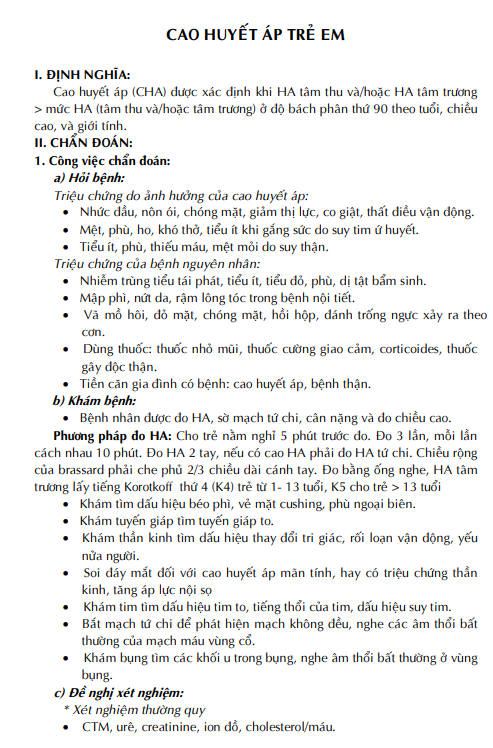 CAO HUYẾT ÁP TRẺ EM
I. ĐỊNH NGHĨA:
Cao huyết áp (CHA) được xác định khi HA tâm thu và/hoặc HA tâm trương
> mức HA (tâm thu và/hoặc tâm trương) ở độ bách phân thứ 90 theo tuổi, chiều
cao, và giới tính.
II. CHẨN ĐOÁN:
1. Công việc chẩn đoán:
a) Hỏi bệnh:
Triệu chứng do ảnh hưởng của cao huyết áp:
• Nhức đầu, nôn ói, chóng mặt, giảm thị lực, co giật, thất điều vận động.
• Mệt, phù, ho, khó thở, tiểu ít khi gắng sức do suy tim ứ huyết.
• Tiểu ít, phù, thiếu máu, mệt mỏi do suy thận.
Triệu chứng của bệnh nguyên nhân:
• Nhiễm trùng tiểu tái phát, tiểu ít, tiểu đỏ, phù, dị tật bẩm sinh.
• Mập phì, nứt da, rậm lông tóc trong bệnh nội tiết.
• Vã mồ hôi, đỏ mặt, chóng mặt, hồi hộp, đánh trống ngực xảy ra theo
cơn.
• Dùng thuốc: thuốc nhỏ mũi, thuốc cường giao cảm, corticoides, thuốc
gây độc thận.
• Tiền căn gia đình có bệnh: cao huyết áp, bệnh thận.
b) Khám bệnh:
• Bệnh nhân được đo HA, sờ mạch tứ chi, cân nặng và đo chiều cao.
Phương pháp đo HA: Cho trẻ nằm nghỉ 5 phút trước đo. Đo 3 lần, mỗi lần
cách nhau 10 phút. Đo HA 2 tay, nếu có cao HA phải đo HA tứ chi. Chiều rộng
của brassard phải che phủ 2/3 chiều dài cánh tay. Đo bằng ống nghe, HA tâm
trương lấy tiếng Korotkoff thứ 4 (K4) trẻ từ 1- 13 tuổi, K5 cho trẻ > 13 tuổi
• Khám tìm dấu hiệu béo phì, vẻ mặt cushing, phù ngoại biên.
• Khám tuyến giáp tìm tuyến giáp to.
• Khám thần kinh tìm dấu hiệu thay đổi tri giác, rối loạn vận động, yếu
nửa người.
• Soi đáy mắt đối với cao huyết áp mãn tính, hay có triệu chứng thần
kinh, tăng áp lực nội sọ
• Khám tim tìm dấu hiệu tim to, tiếng thổi của tim, dấu hiệu suy tim.
• Bắt mạch tứ chi để phát hiện mạch không đều, nghe các âm thổi bất
thường của mạch máu vùng cổ.
• Khám bụng tìm các khối u trong bụng, nghe âm thổi bất thường ở vùng
bụng.
c) Đề nghị xét nghiệm:
* Xét nghiệm thường quy
• CTM, urê, creatinine, ion đồ, cholesterol/máu.